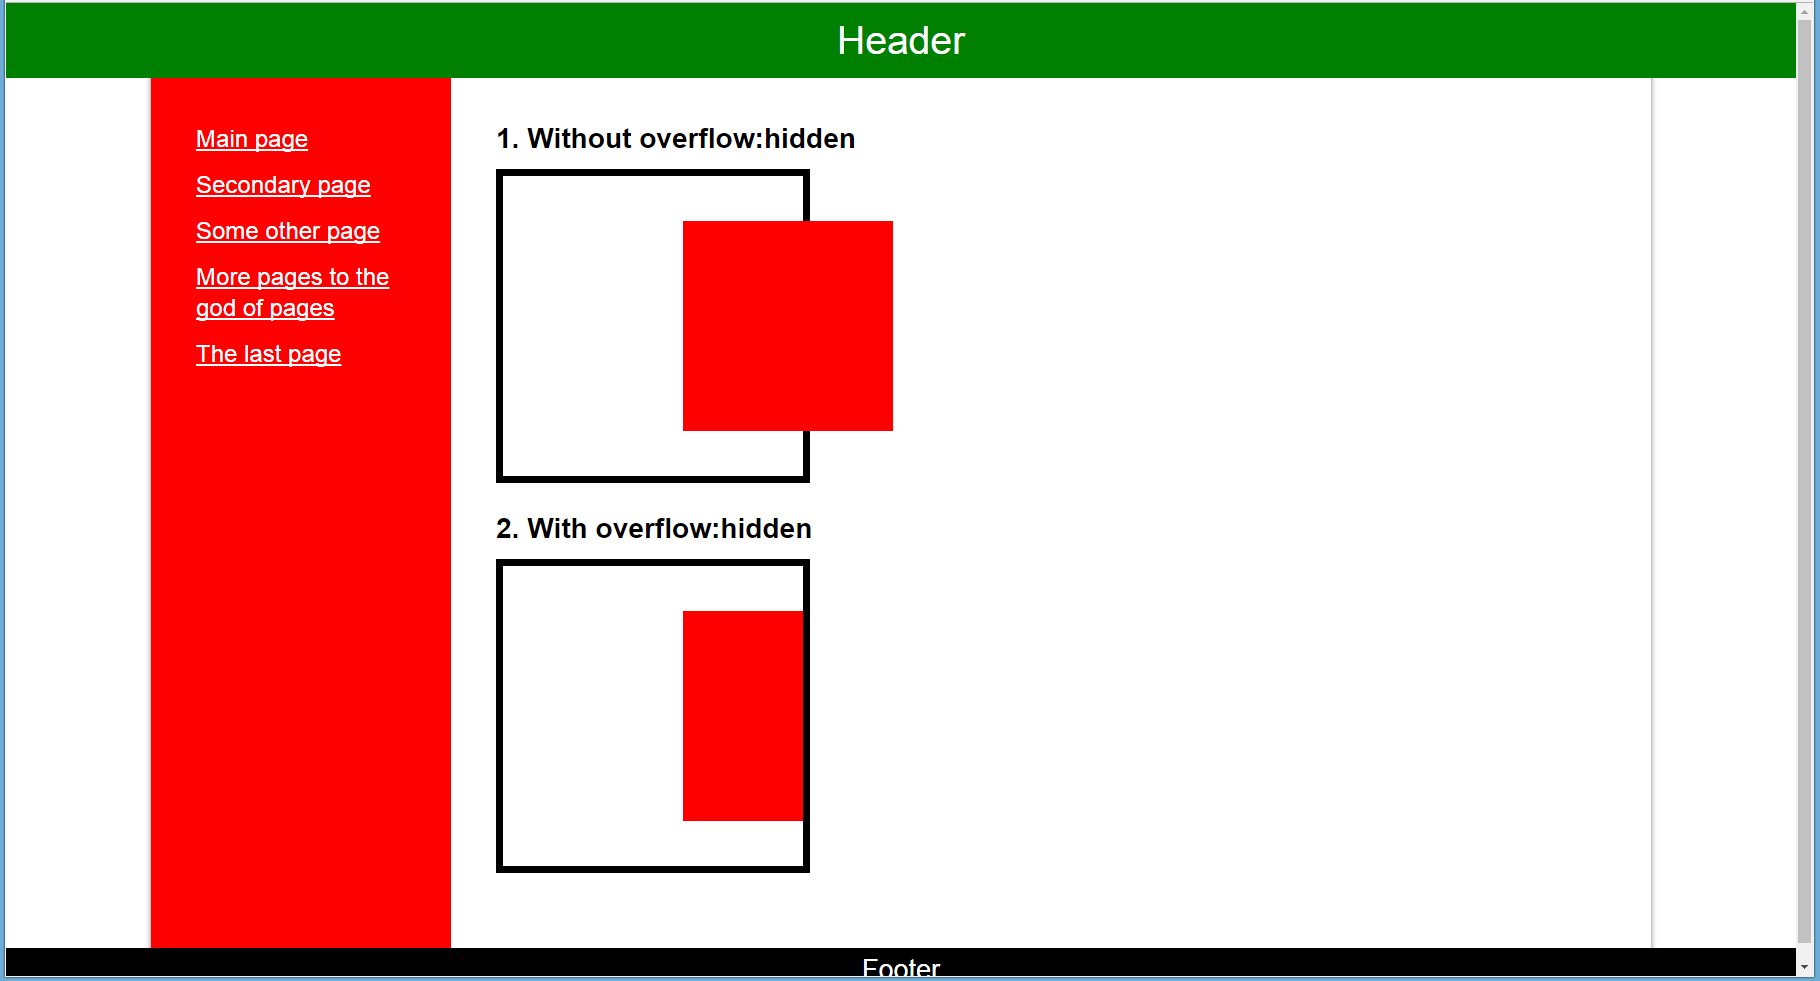 Header
Main page
Secondary page
Some other page
More pages to the
god of pages
The last page
1. Without overflow:hidden
2. With overflow:hidden
Footer